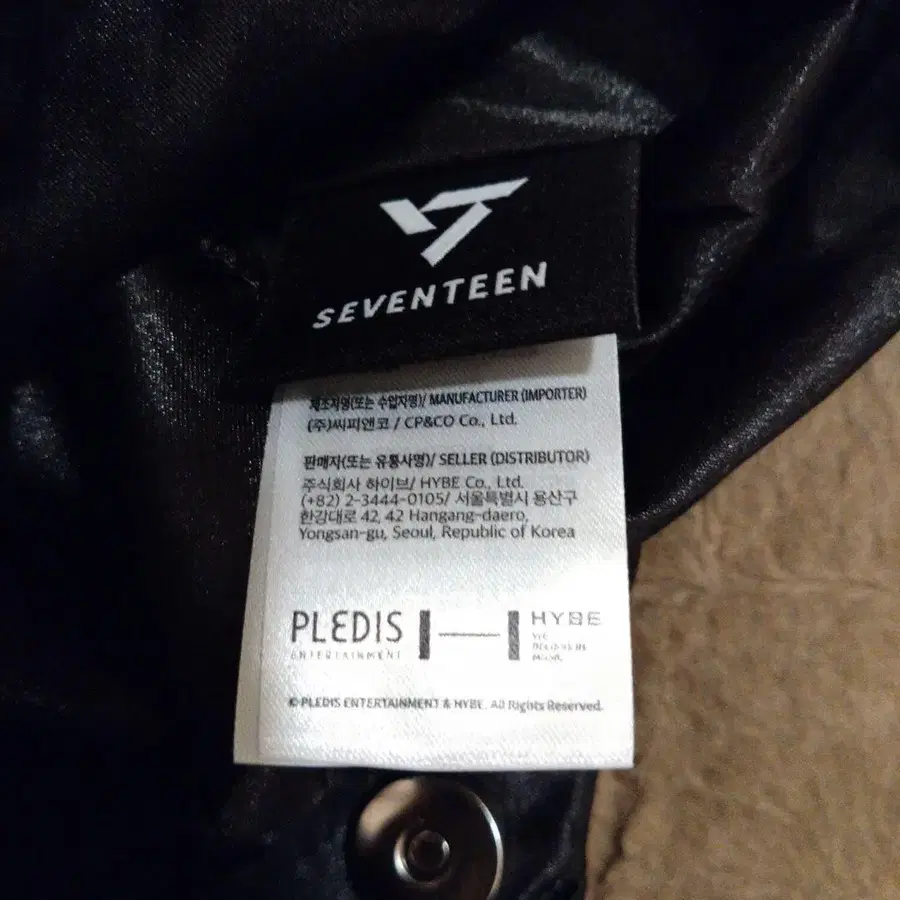 SEVENTEEN
제조자명(또는 수입자명)/ MANUFACTURER (IMPORTER)
(주)씨피앤코 / CP&CO Co., Ltd.
판매자(또는 유통사명)/ SELLER (DISTRIBUTOR)
주식회사 하이브/ HYBE Co., Ltd.
(+82) 2-3444-0105/ 서울특별시 용산구
한강대로 42, 42 Hangang-daero,
Yongsan-gu, Seoul, Republic of Korea
PLEDIS
ENTERTAINMENT
HYBE
WE
BELIEVE IN
MUSIC
© PLEDIS ENTERTAINMENT & HYBE. All Rights Reserved.